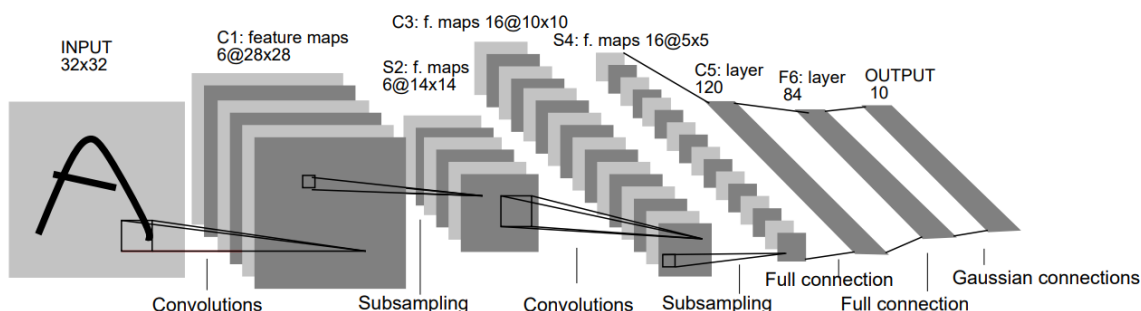 INPUT
32x32
C1: feature maps
6@28x28
S2: f. maps
6@14x14
C3: f. maps 16@10x10
S4: f. maps 16@5x5
C5: layer
120
F6: layer
84
OUTPUT
10
Convolutions
Subsampling
Convolutions
Subsampling
Full connection
Full connection
Gaussian connections